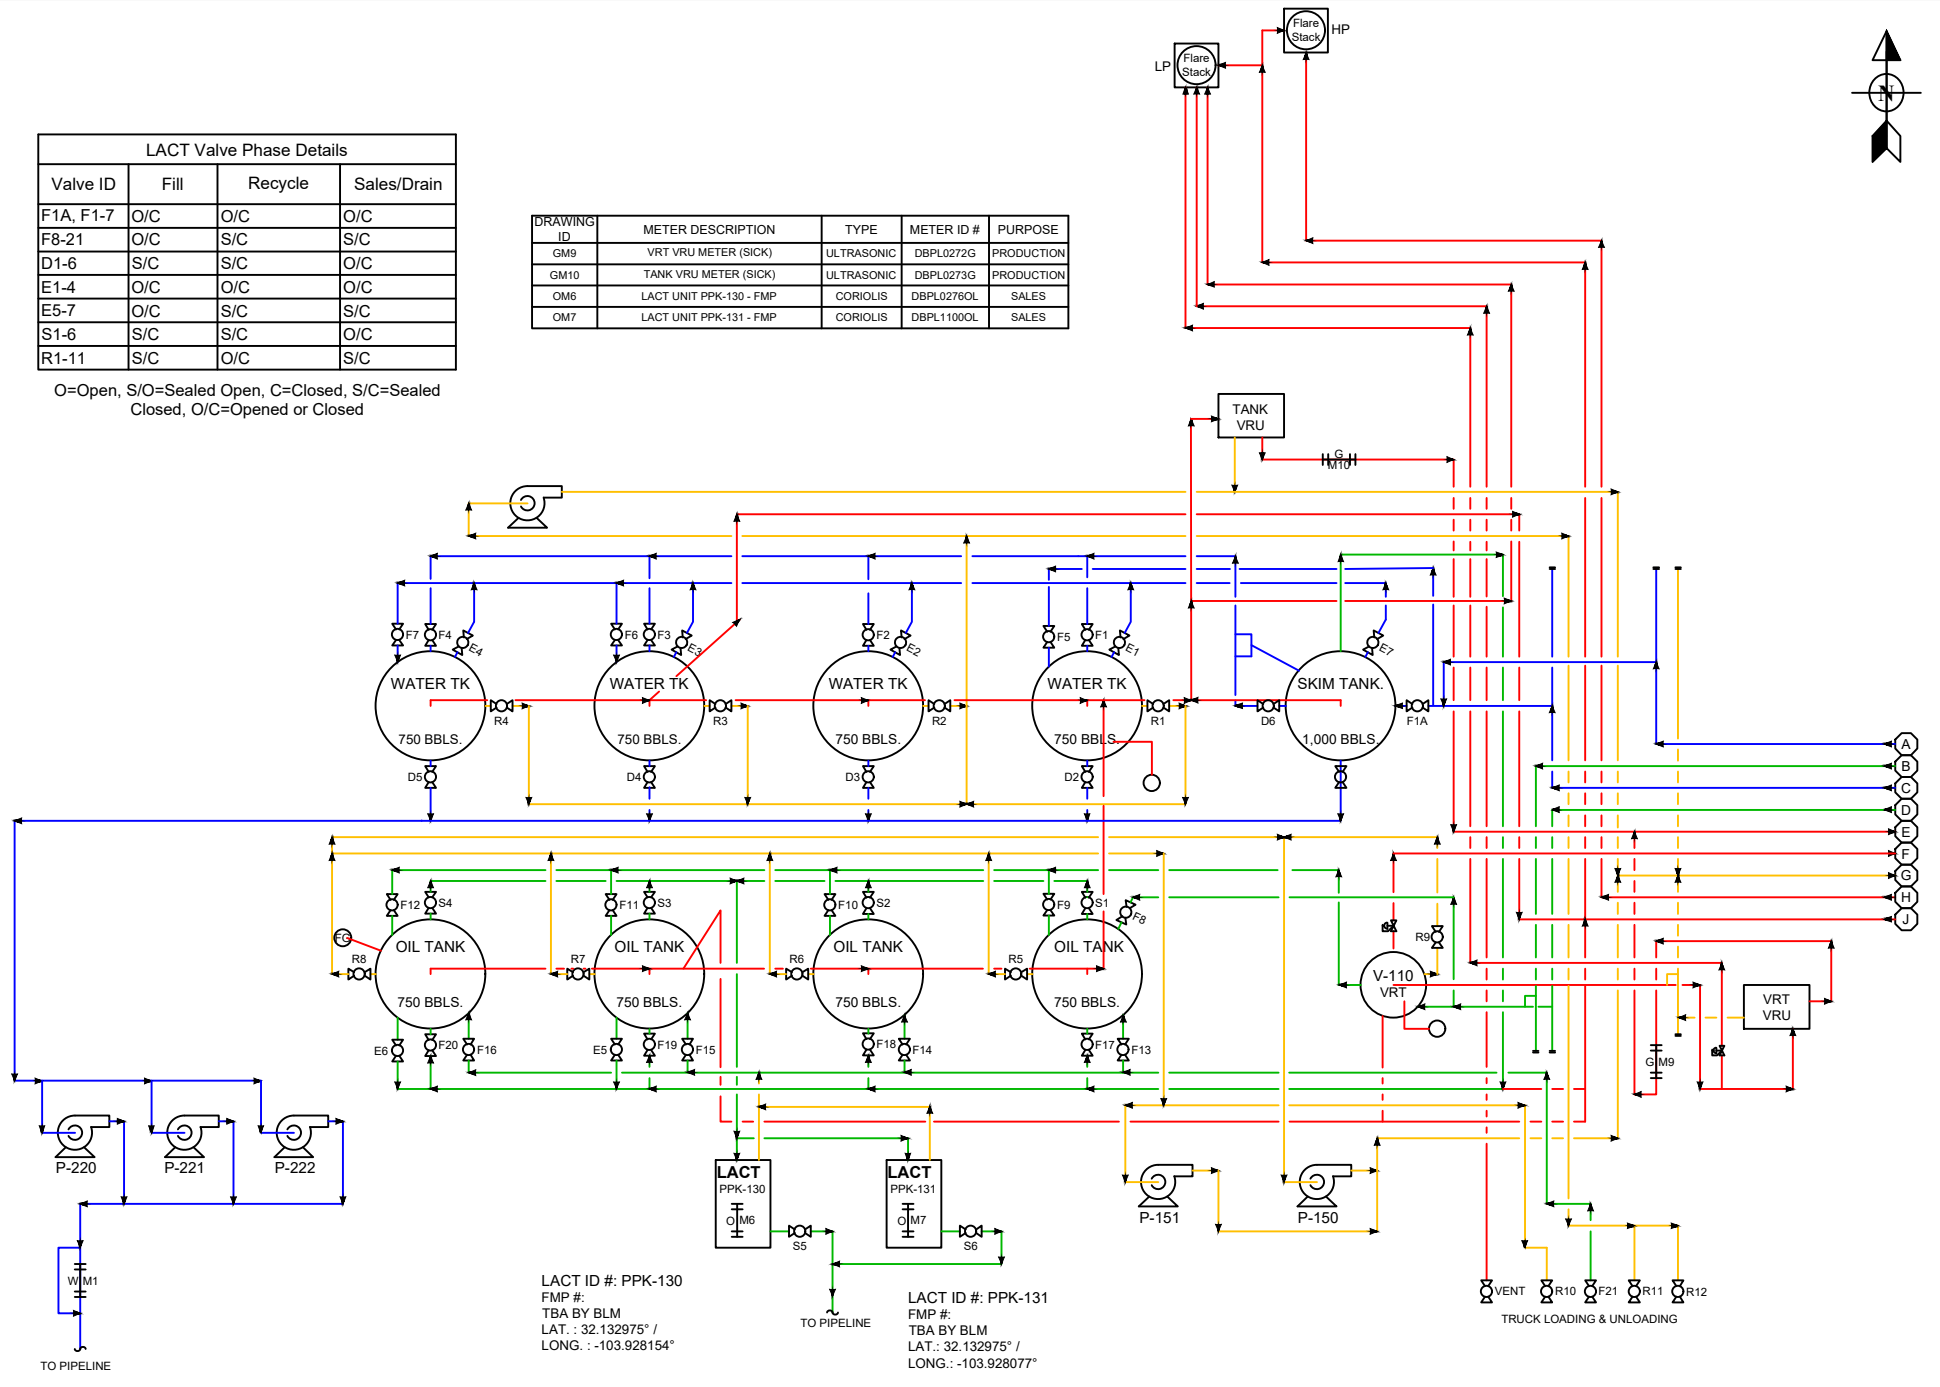 Flare
Stack
HP
LP
Flare
Stack
N
LACT Valve Phase Details
Valve ID Fill Recycle Sales/Drain
F1A, F1-7 O/C O/C O/C
F8-21 O/C S/C S/C
D1-6 S/C S/C O/C
E1-4 O/C O/C O/C
E5-7 O/C S/C S/C
S1-6 S/C S/C O/C
R1-11 S/C O/C S/C
O=Open, S/O=Sealed Open, C=Closed, S/C=Sealed
Closed, O/C=Opened or Closed
DRAWING
ID METER DESCRIPTION TYPE METER ID # PURPOSE
GM9 VRT VRU METER (SICK) ULTRASONIC DBPL0272G PRODUCTION
GM10 TANK VRU METER (SICK) ULTRASONIC DBPL0273G PRODUCTION
OM6 LACT UNIT PPK-130 - FMP CORIOLIS DBPL0276OL SALES
OM7 LACT UNIT PPK-131 - FMP CORIOLIS DBPL1100OL SALES
TANK
VRU
G
M10
F7 F4 E4 F6 F3 E3 F2 E2 F5 F1 E1 E7
WATER TK WATER TK WATER TK WATER TK SKIM TANK.
R4 R3 R2 R1 D6 F1A
750 BBLS. 750 BBLS. 750 BBLS. 750 BBLS. 1,000 BBLS.
D5 D4 D3 D2
A
B
C
D
E
F
G
H
J
F12 S4 F11 S3 F10 S2 F9 S1 F8
FG
OIL TANK OIL TANK OIL TANK OIL TANK
R8 R7 R6 R5 R9
750 BBLS. 750 BBLS. 750 BBLS. 750 BBLS.
V-110
VRT
VRT
VRU
E6 F20 F16 E5 F19 F15 F18 F14 F17 F13
G M9
P-220 P-221 P-222
LACT
PPK-130
O M6
S5
LACT
PPK-131
O M7
S6
P-151 P-150
W M1
TO PIPELINE
LACT ID #: PPK-130
FMP #:
TBA BY BLM
LAT. : 32.132975° /
LONG. : -103.928154°
TO PIPELINE
LACT ID #: PPK-131
FMP #:
TBA BY BLM
LAT.: 32.132975° /
LONG.: -103.928077°
VENT R10 F21 R11 R12
TRUCK LOADING & UNLOADING